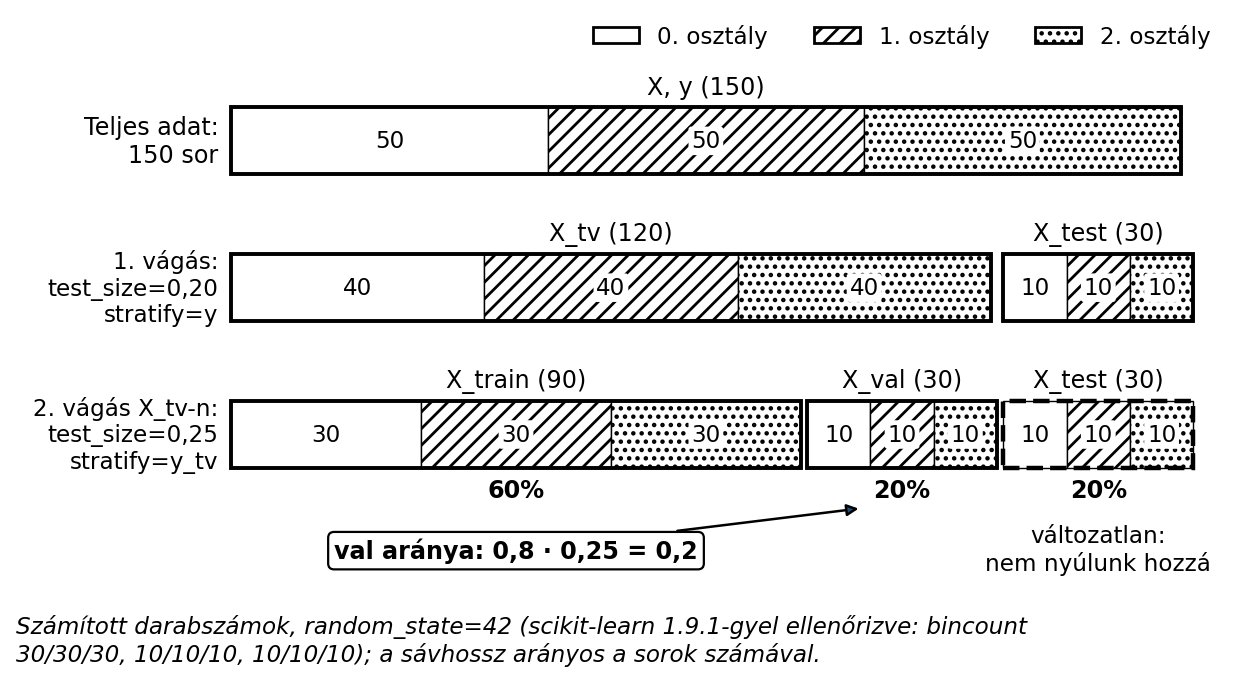 0. osztály 1. osztály 2. osztály
X, y (150)
Teljes adat:
150 sor
50 50 50
X_tv (120) X_test (30)
1. vágás:
test_size=0,20
stratify=y
40 40 40 10 10 10
X_train (90) X_val (30) X_test (30)
2. vágás X_tv-n:
test_size=0,25
stratify=y_tv
30 30 30 10 10 10 10 10 10
60% 20% 20%
val aránya: 0,8 · 0,25 = 0,2
változatlan:
nem nyúlunk hozzá
Számított darabszámok, random_state=42 (scikit-learn 1.9.1-gyel ellenőrizve: bincount
30/30/30, 10/10/10, 10/10/10); a sávhossz arányos a sorok számával.